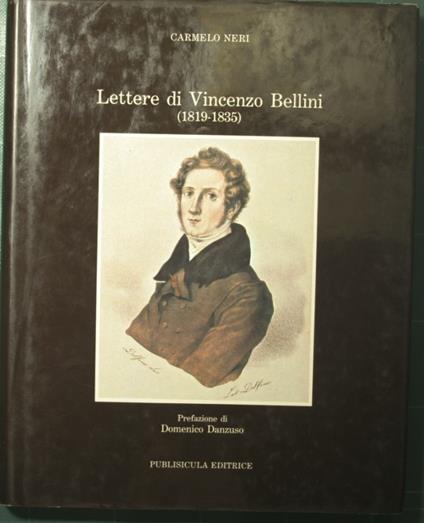 CARMELO NERI
Lettere di Vincenzo Bellini
(1819-1835)
Prefazione di
Domenico Danzuso
PUBLISICULA EDITRICE